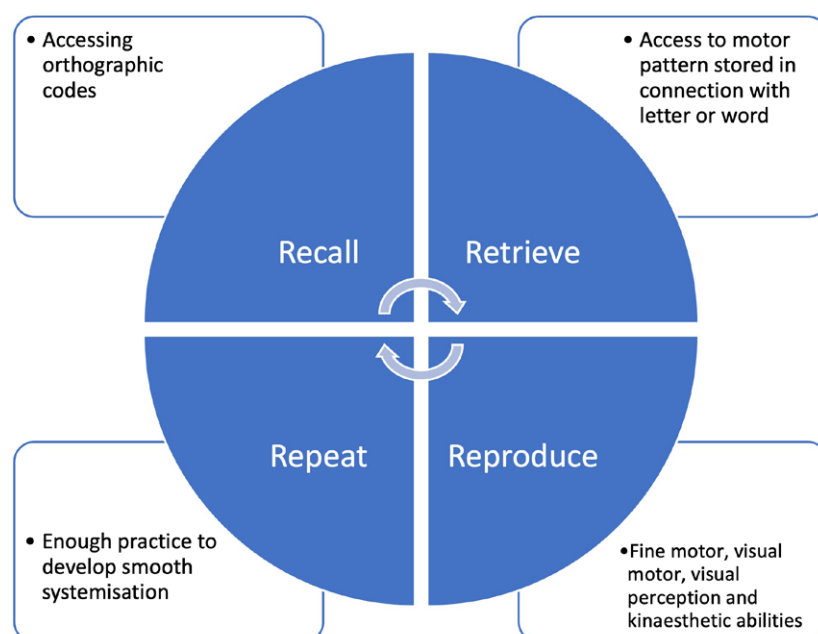 • Accessing
orthographic
codes
• Access to motor
pattern stored in
connection with
letter or word
Recall
Retrieve
Repeat
Reproduce
• Enough practice to
develop smooth
systemisation
•Fine motor, visual
motor, visual
perception and
kinaesthetic abilities